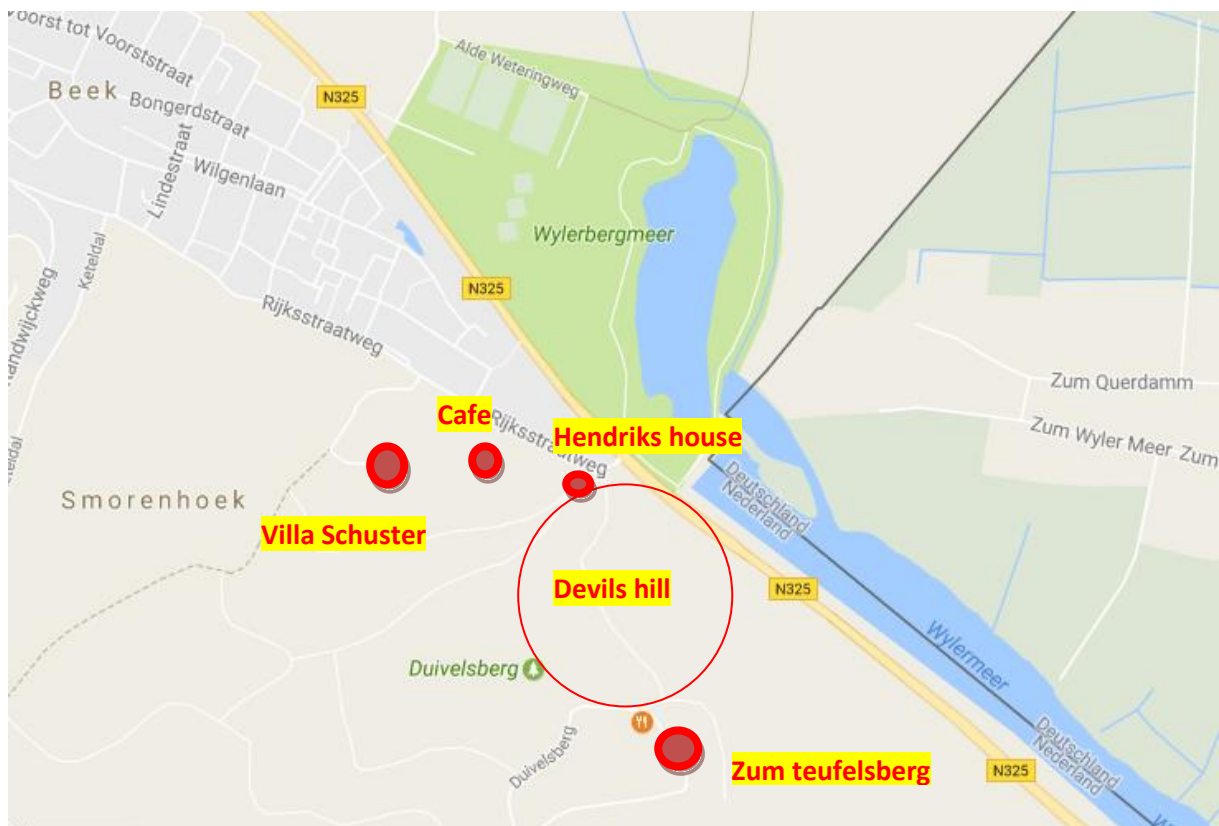 Voorst tot Voorststraat
Beek
Bongerdstraat
Lindestraat
Wilgenlaan
Keteldal
Rijksstraatweg
N325
Alde Weteringweg
Wylerbergmeer
N325
Zum Querdamm
Zum Wyler Meer
Zum
Cafe
Rijksstraatweg
Hendriks house
Smorenhoek
Villa Schuster
Deutschland
Nederland
Devils hill
N325
Wylermeer
Duivelsberg
Duivelsberg
Zum teufelsberg
Deutschland
Nederland
N325